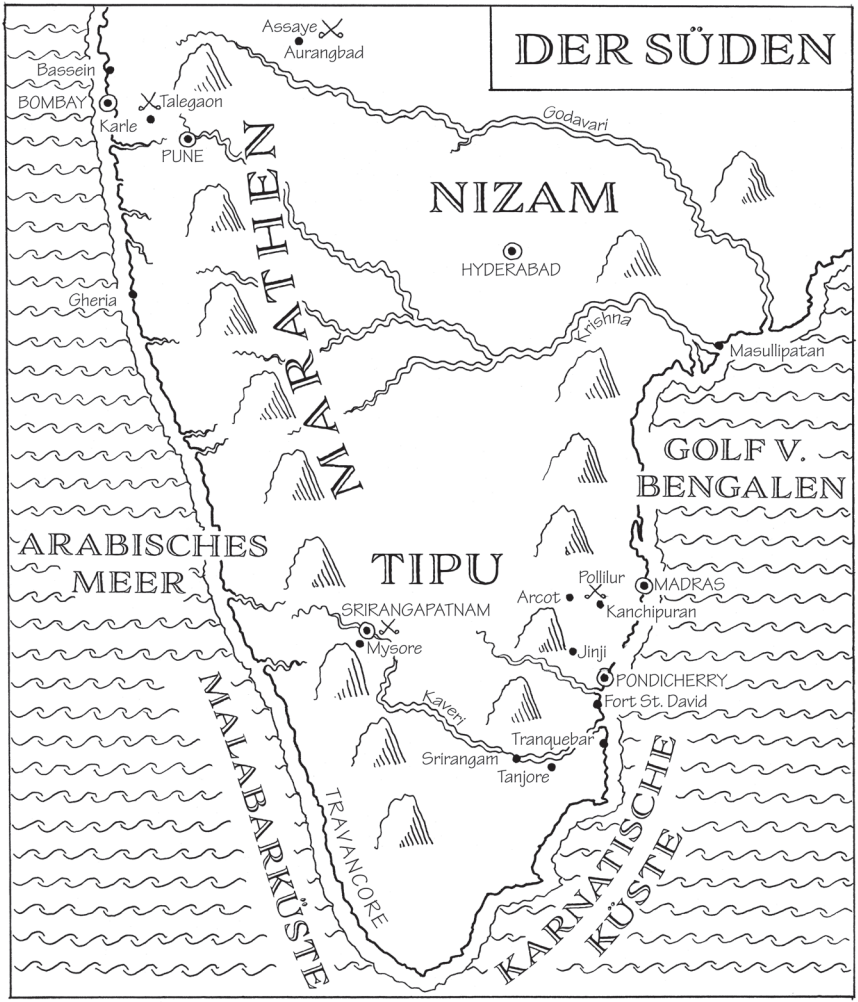 DER SÜDEN
Assaye
Aurangbad
Bassein
BOMBAY
Talegaon
Karle
PUNE
Godavari
MARATHEN
NIZAM
HYDERABAD
Gheria
Krishna
Masullipatan
GOLF V.
BENGALEN
ARABISCHES
MEER
TIPU
Pollilur
MADRAS
Arcot
Kanchipuran
SRIRANGAPATNAM
Mysore
Jinji
PONDICHERRY
Fort St. David
Kaveri
Tranquebar
Srirangam
Tanjore
MALABARKÜSTE
TRAVANCORE
KARNATISCHE
KÜSTE